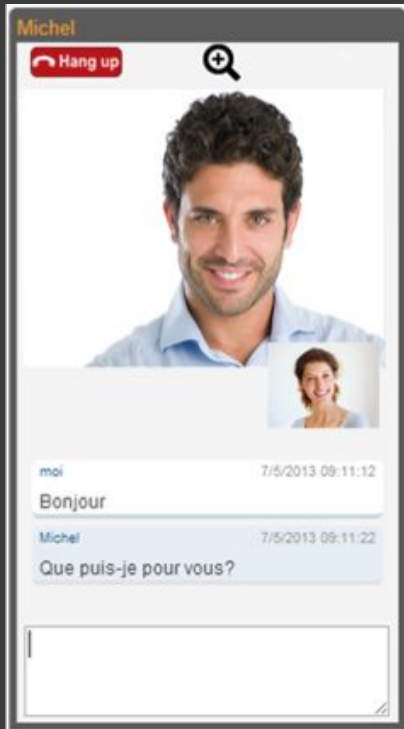 Michel
Hang up
moi 7/5/2013 09:11:12
Bonjour
Michel 7/5/2013 09:11:22
Que puis-je pour vous?